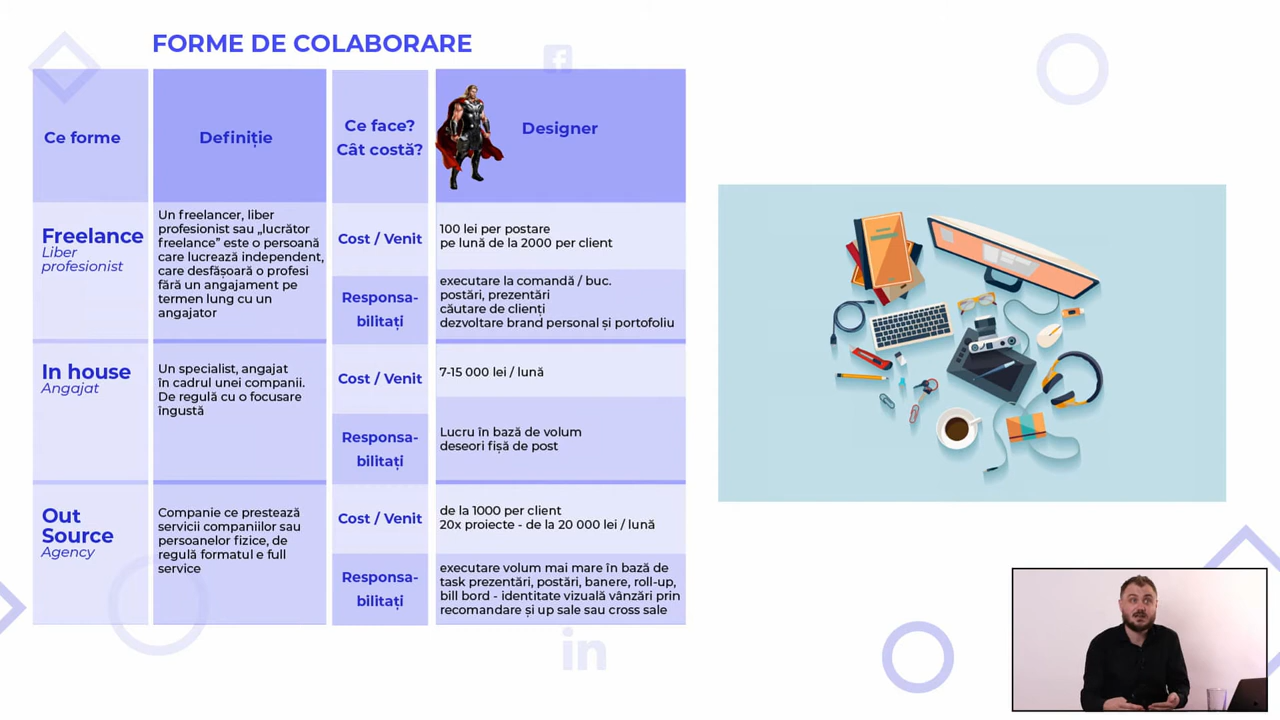 FORME DE COLABORARE
Ce forme
Definiție
Ce face?
Cât costă?
Designer
Freelance
Liber
profesionist
Un freelancer, liber
profesionist sau „lucrător
freelance” este o persoană
care lucrează independent,
care desfășoară o profesi
fără un angajament pe
termen lung cu un
angajator
Cost / Venit
100 lei per postare
pe lună de la 2000 per client
Responsa-
bilitați
executare la comandă / buc.
postări, prezentări
căutare de clienți
dezvoltare brand personal și portofoliu
In house
Angajat
Un specialist, angajat
în cadrul unei companii.
De regulă cu o focusare
îngustă
Cost / Venit
7-15 000 lei / lună
Responsa-
bilitați
Lucru în bază de volum
deseori fișă de post
Out
Source
Agency
Companie ce prestează
servicii companiilor sau
persoanelor fizice, de
regulă formatul e full
service
Cost / Venit
de la 1000 per client
20x proiecte - de la 20 000 lei / lună
Responsa-
bilitați
executare volum mai mare în bază de
task prezentări, postări, banere, roll-up,
bill bord - identitate vizuală vânzări prin
recomandare și up sale sau cross sale
in